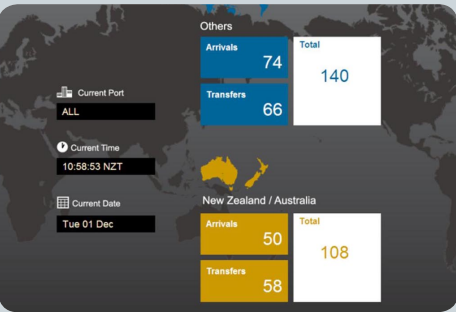 Others
Arrivals
74
Transfers
66
Total
140
Current Port
ALL
Current Time
10:58:53 NZT
Current Date
Tue 01 Dec
New Zealand / Australia
Arrivals
50
Transfers
58
Total
108